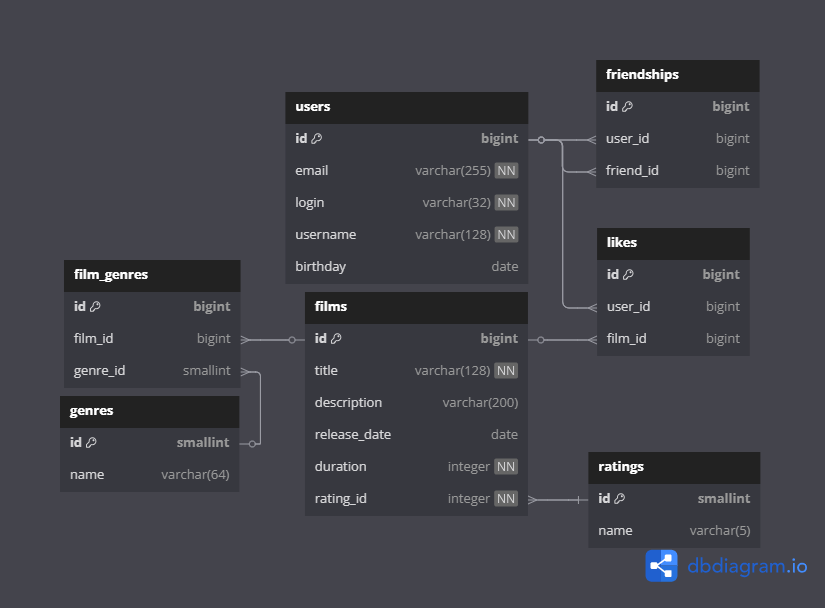 friendships
id bigint
user_id bigint
friend_id bigint
users
id bigint
email varchar(255) NN
login varchar(32) NN
username varchar(128) NN
birthday date
likes
id bigint
user_id bigint
film_id bigint
film_genres
id bigint
film_id bigint
genre_id smallint
films
id bigint
title varchar(128) NN
description varchar(200)
release_date date
duration integer NN
rating_id integer NN
genres
id smallint
name varchar(64)
ratings
id smallint
name varchar(5)
dbdiagram.io